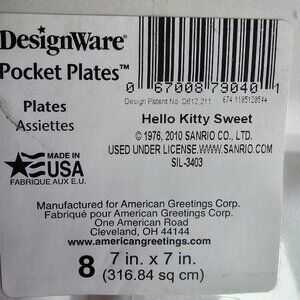 DesignWare®
Pocket Plates™
0 67008 79040 1
Design Patent No. D612,211
Plates
Assiettes
Hello Kitty Sweet
© 1976, 2010 SANRIO CO., LTD.
USED UNDER LICENSE. WWW.SANRIO.COM
SIL-3403
MADE IN
USA
FABRIQUE AUX E.U.
Manufactured for American Greetings Corp.
Fabriqué pour American Greetings Corp.
One American Road
Cleveland, OH 44144
www.americangreetings.com
8 7 in. x 7 in.
(316.84 sq cm)